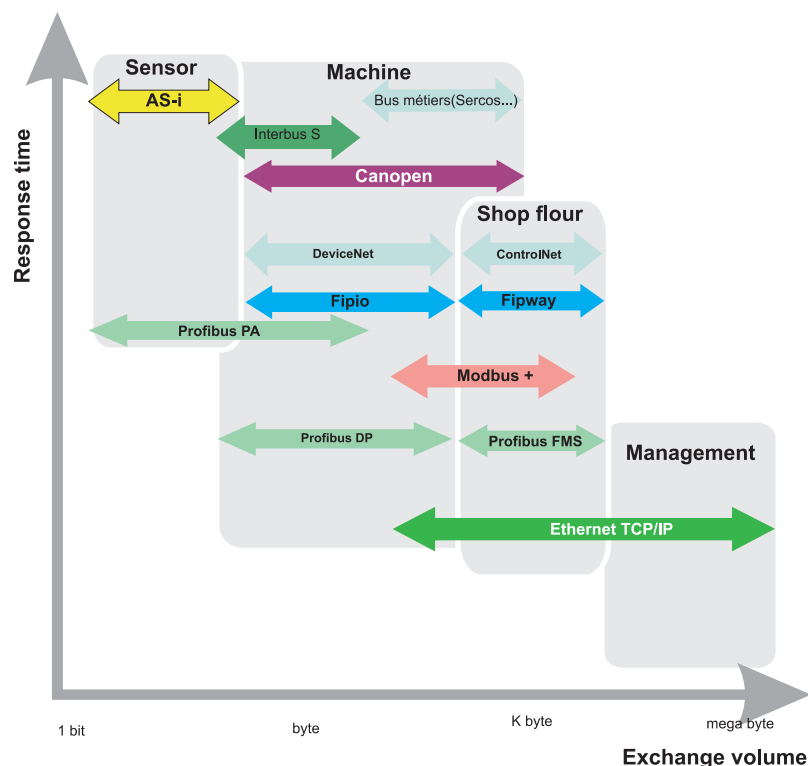 Sensor
Machine
AS-i
Bus métiers(Sercos...)
Interbus S
Canopen
Shop flour
Response time
DeviceNet
ControlNet
Fipio
Fipway
Profibus PA
Modbus +
Profibus DP
Profibus FMS
Management
Ethernet TCP/IP
1 bit
byte
K byte
mega byte
Exchange volume